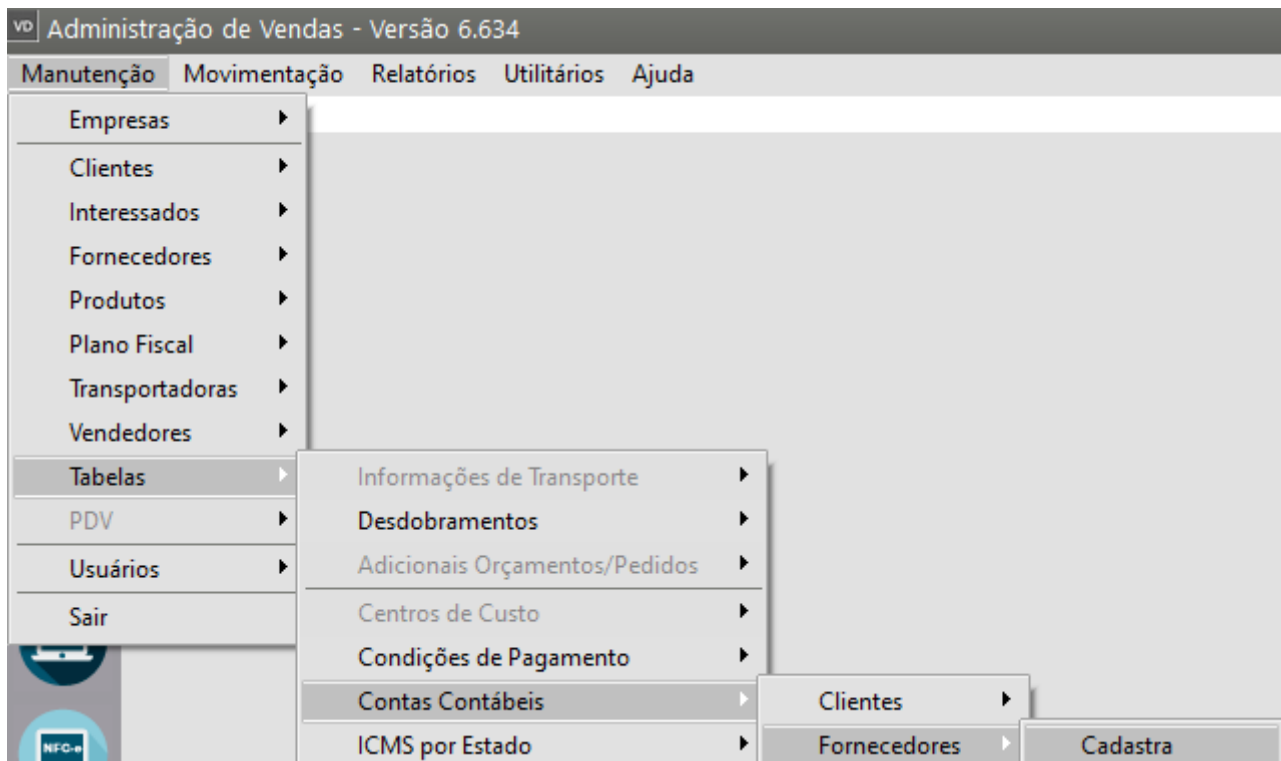 VD Administração de Vendas - Versão 6.634
Manutenção Movimentação Relatórios Utilitários Ajuda
Empresas
Clientes
Interessados
Fornecedores
Produtos
Plano Fiscal
Transportadoras
Vendedores
Tabelas
PDV
Usuários
Sair
Informações de Transporte
Desdobramentos
Adicionais Orçamentos/Pedidos
Centros de Custo
Condições de Pagamento
Contas Contábeis
ICMS por Estado
Clientes
Fornecedores
Cadastra
NFC-e